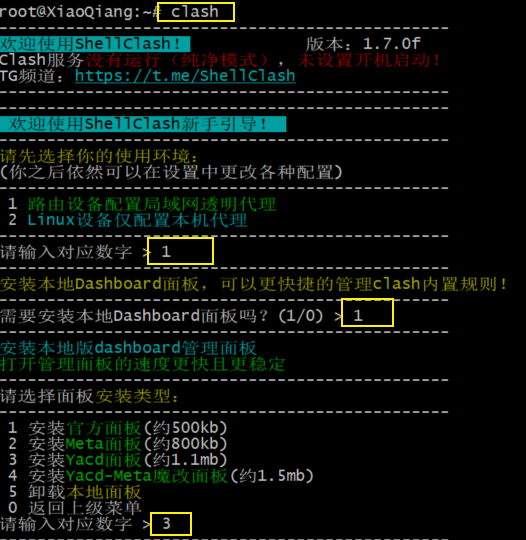 root@XiaoQiang:~# clash
欢迎使用ShellClash! 版本：1.7.0f
Clash服务没有运行（纯净模式），未设置开机启动！
TG频道：https://t.me/ShellClash
欢迎使用ShellClash新手引导！
请先选择你的使用环境：
(你之后依然可以在设置中更改各种配置)
1 路由设备配置局域网透明代理
2 Linux设备仅配置本机代理
请输入对应数字 > 1
安装本地Dashboard面板，可以更快捷的管理clash内置规则！
需要安装本地Dashboard面板吗？(1/0) > 1
安装本地版dashboard管理面板
打开管理面板的速度更快且更稳定
请选择面板安装类型：
1 安装官方面板(约500kb)
2 安装Meta面板(约800kb)
3 安装Yacd面板(约1.1mb)
4 安装Yacd-Meta魔改面板(约1.5mb)
5 卸载本地面板
0 返回上级菜单
请输入对应数字 > 3